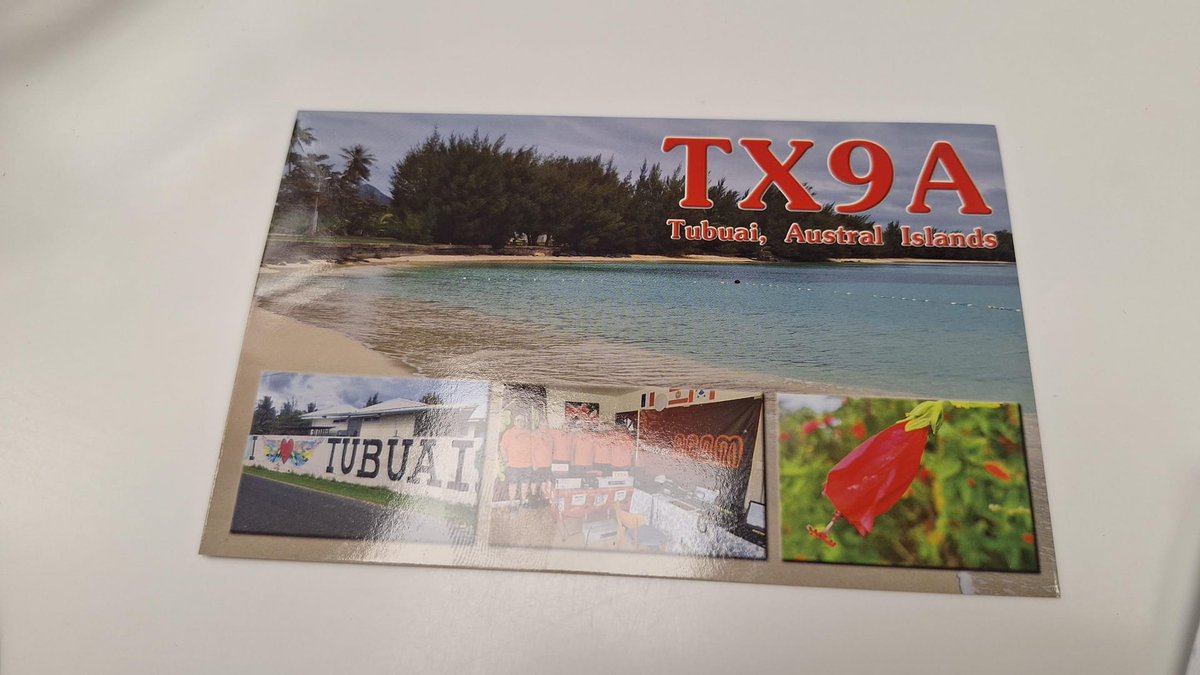 TX9A
Tubuai, Austral Islands
I TUBUAI